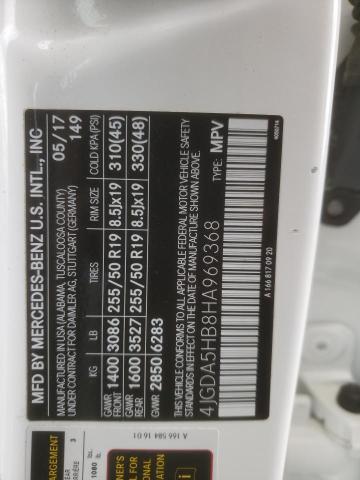 MFD BY MERCEDES-BENZ U.S. INTL., INC
MANUFACTURED IN USA (ALABAMA, TUSCALOOSA COUNTY)
UNDER CONTRACT FOR DAIMLER AG, STUTTGART (GERMANY)
05/17
149
KG LB TIRES RIM SIZE COLD KPA(PSI)
GAWR FRONT 1400 3086 255/50 R19 8.5Jx19 310(45)
GAWR REAR 1600 3527 255/50 R19 8.5Jx19 330(48)
GVWR 2850/6283
THIS VEHICLE CONFORMS TO ALL APPLICABLE FEDERAL MOTOR VEHICLE SAFETY
STANDARDS IN EFFECT ON THE DATE OF MANUFACTURE SHOWN ABOVE.
4JGDA5HB8HA969368 TYPE: MPV
A 166 817 09 20
A 166 584 16 01
3
lbs.
1080 lb.